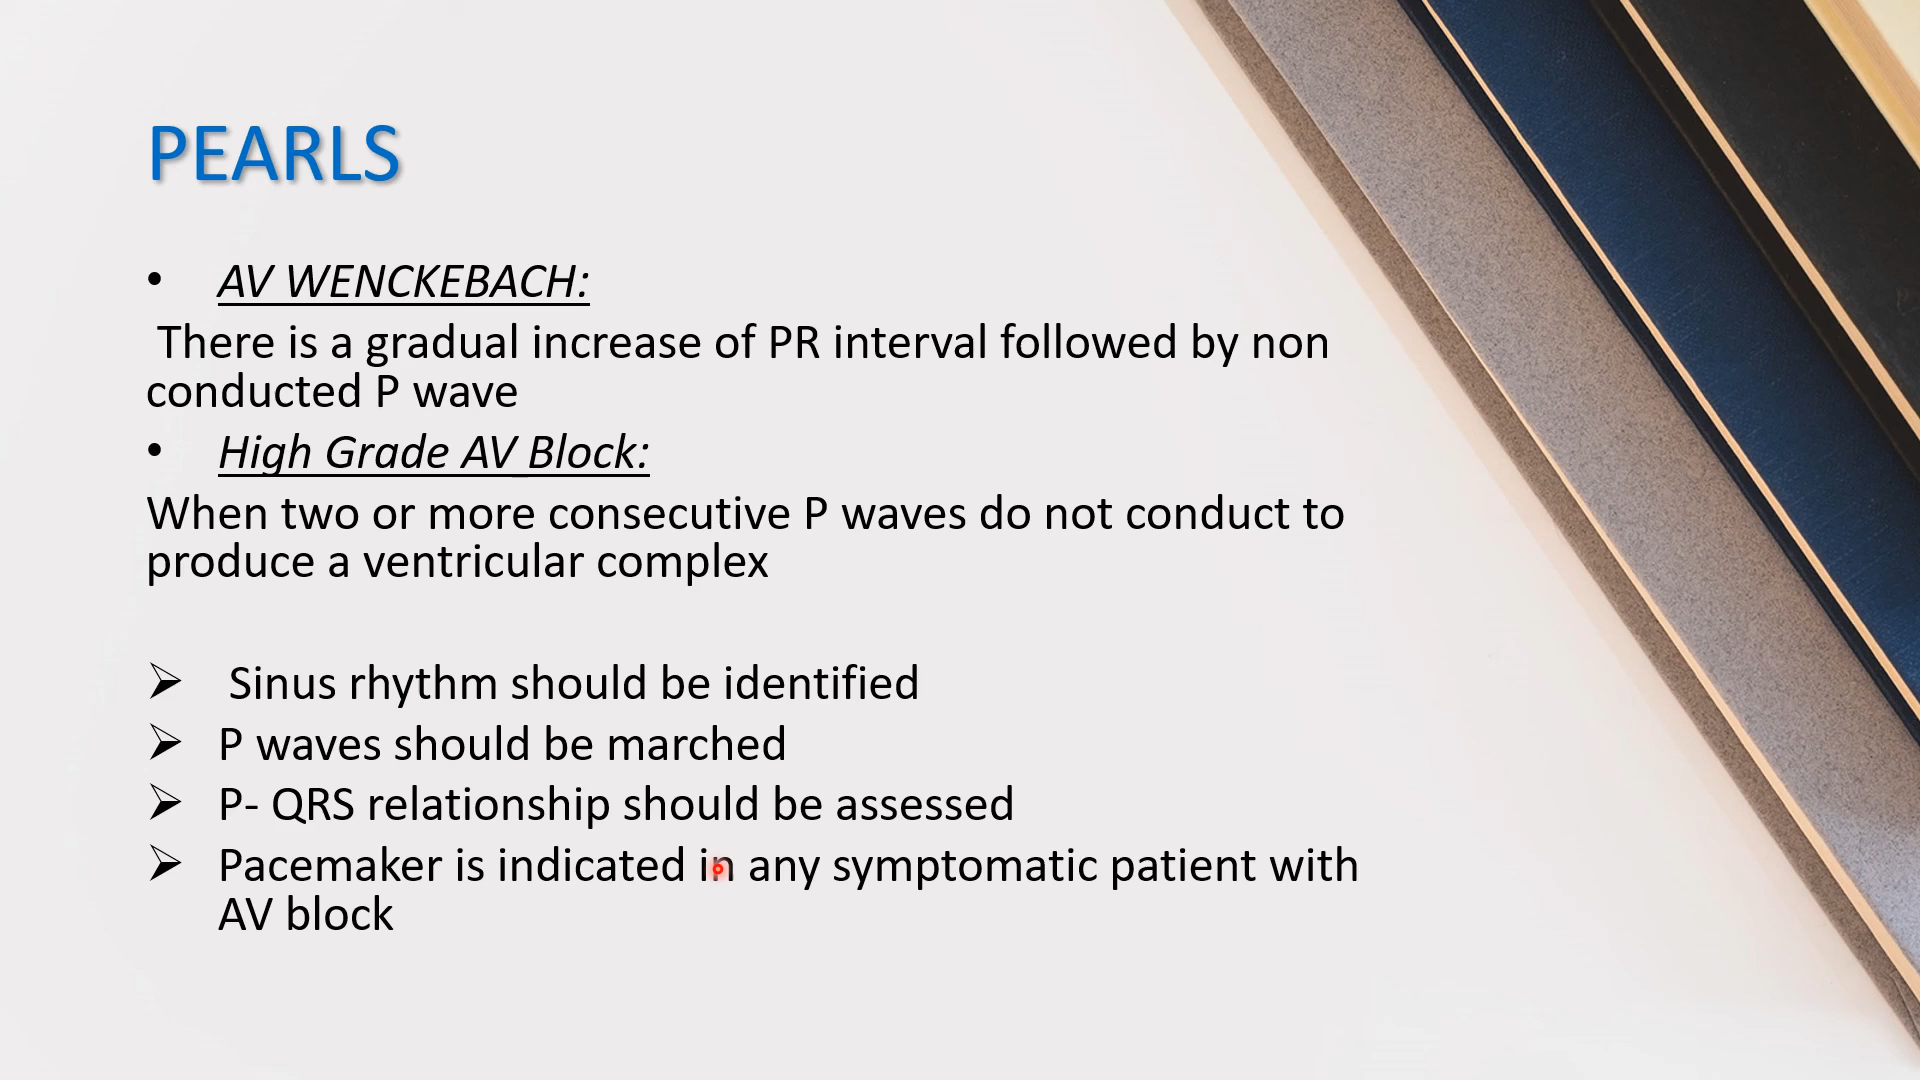 PEARLS
• AV WENCKEBACH:
There is a gradual increase of PR interval followed by non
conducted P wave
• High Grade AV Block:
When two or more consecutive P waves do not conduct to
produce a ventricular complex
➢ Sinus rhythm should be identified
➢ P waves should be marched
➢ P- QRS relationship should be assessed
➢ Pacemaker is indicated in any symptomatic patient with
AV block